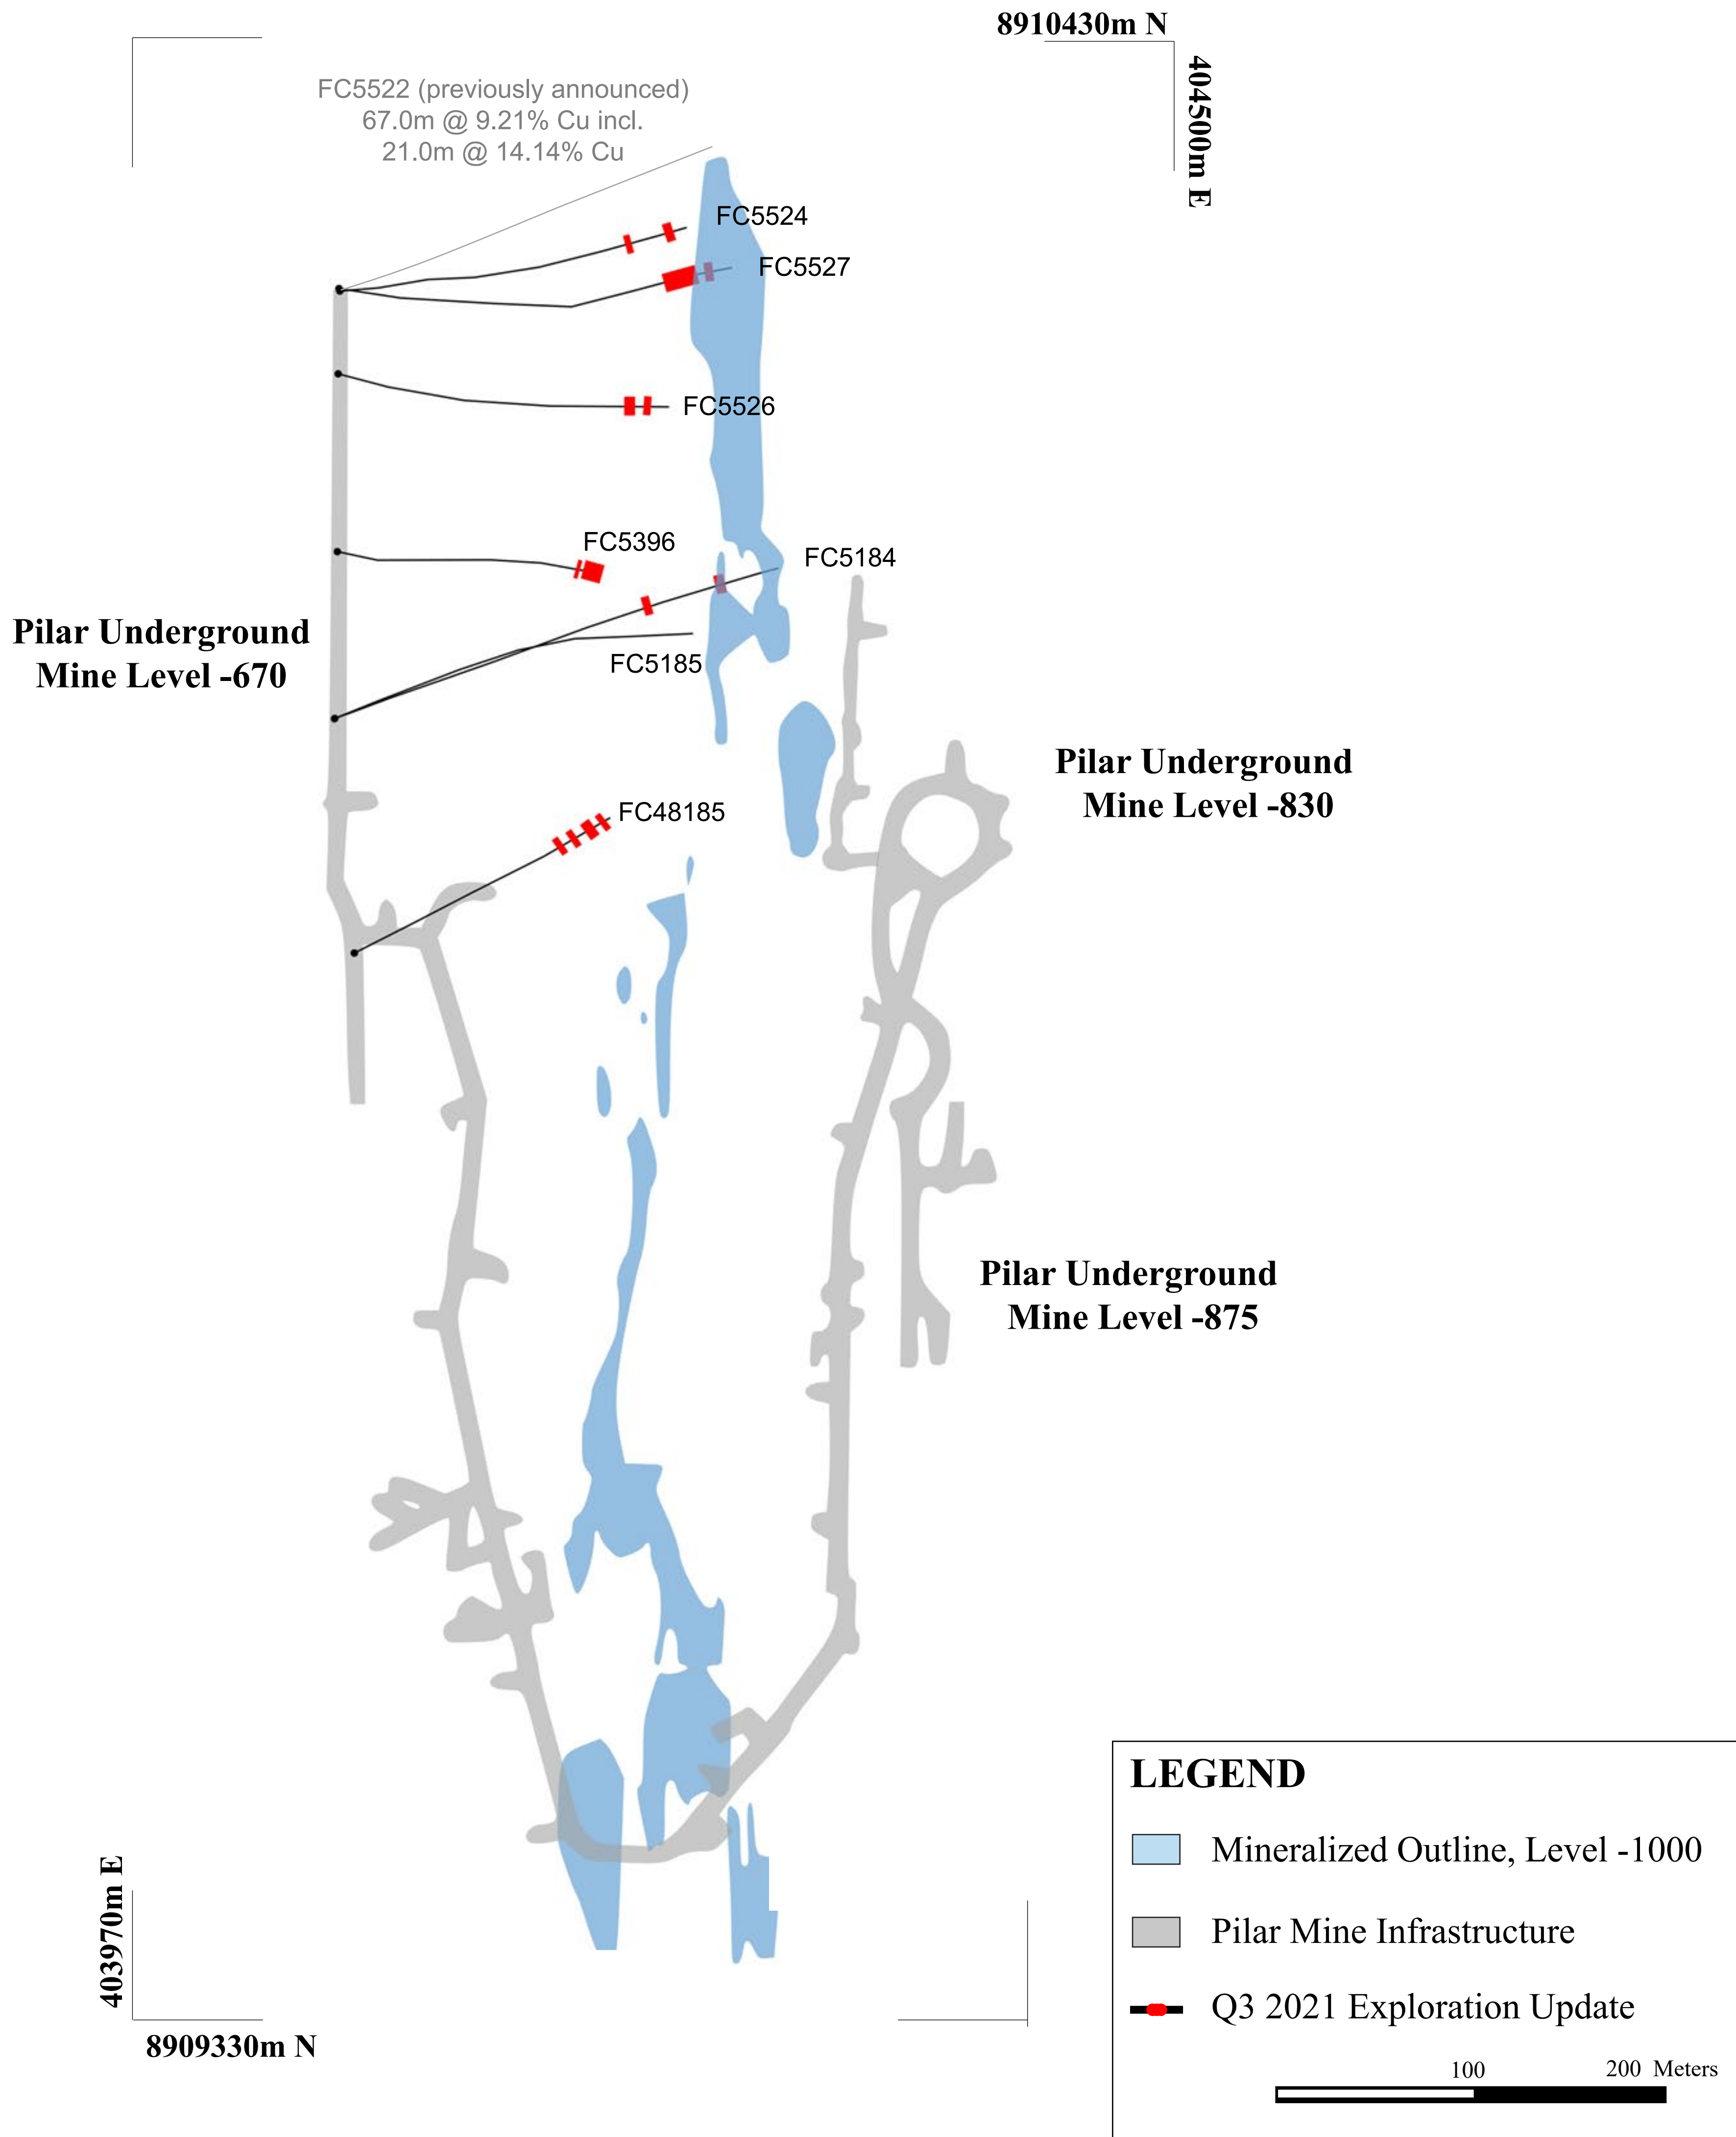 8910430m N
404500m E
FC5522 (previously announced)
67.0m @ 9.21% Cu incl.
21.0m @ 14.14% Cu
FC5524
FC5527
FC5526
FC5396
FC5184
Pilar Underground
Mine Level -670
FC5185
Pilar Underground
Mine Level -830
FC48185
Pilar Underground
Mine Level -875
LEGEND
Mineralized Outline, Level -1000
Pilar Mine Infrastructure
Q3 2021 Exploration Update
100
200 Meters
403970m E
8909330m N